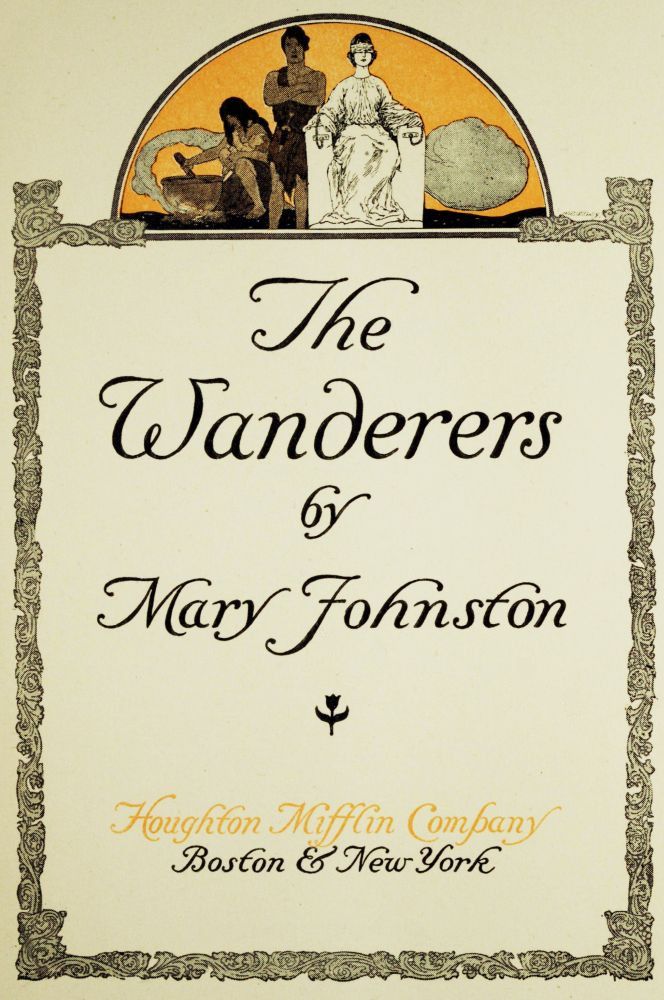 The
Wanderers
by
Mary Johnston
Houghton Mifflin Company
Boston & New York